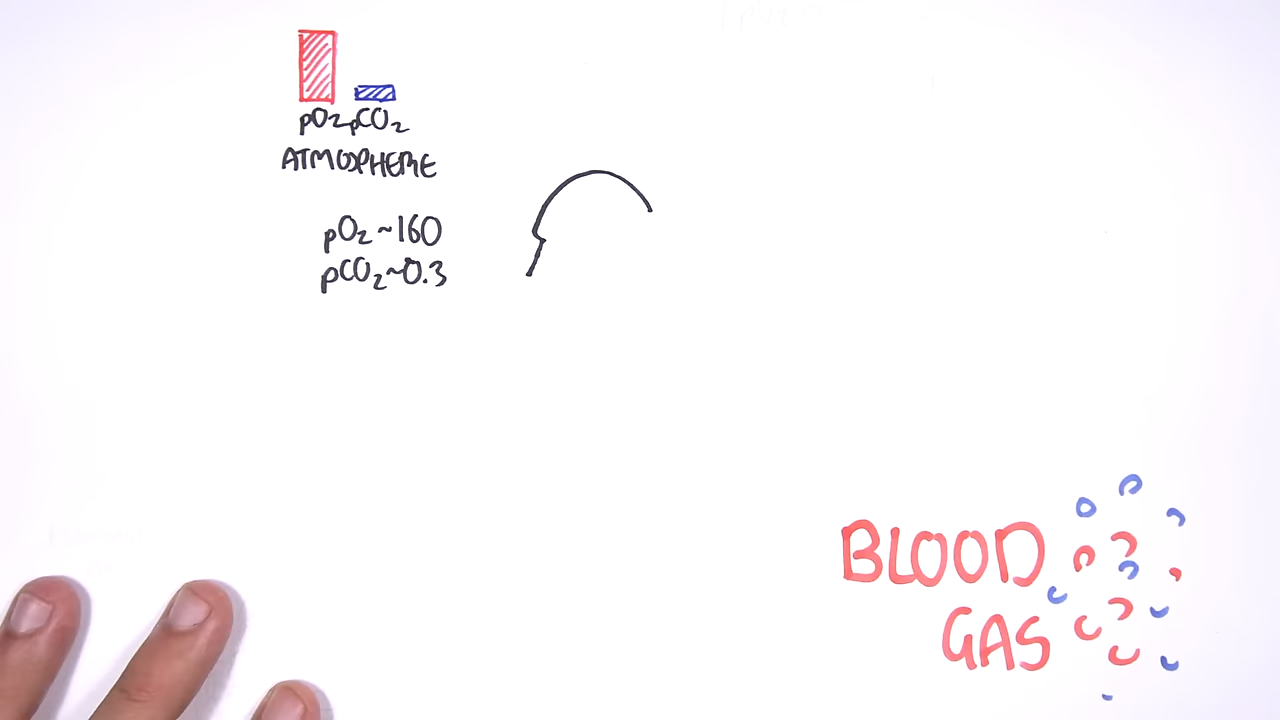 pO₂ pCO₂
ATMOSPHERE
pO₂ ~160
pCO₂~0.3
BLOOD
GAS